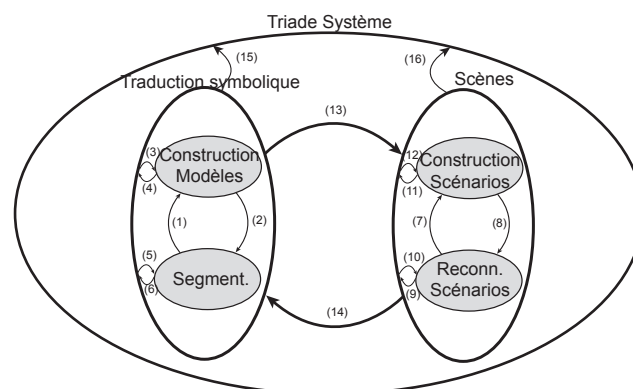 Triade Système
(15)
(16)
Traduction symbolique
Scènes
(13)
(3)
Construction
Modèles
(4)
(12)
Construction
Scénarios
(11)
(1)
(2)
(7)
(8)
(5)
Segment.
(6)
(10)
Reconn.
Scénarios
(9)
(14)